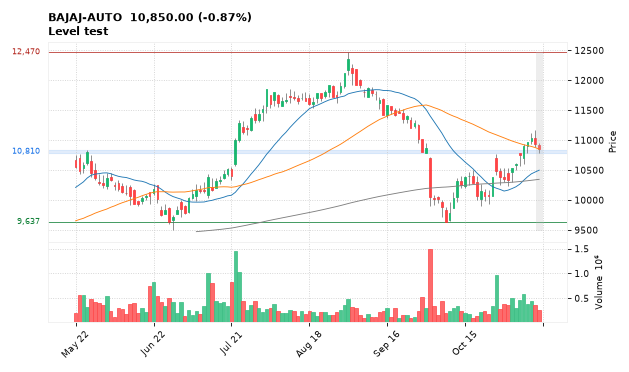 BAJAJ-AUTO 10,850.00 (-0.87%)
Level test
12,470
10,810
9,637
12500
12000
11500
11000
10500
10000
9500
Price
1.5
1.0
0.5
Volume 10⁴
May 22
Jun 22
Jul 21
Aug 18
Sep 16
Oct 15